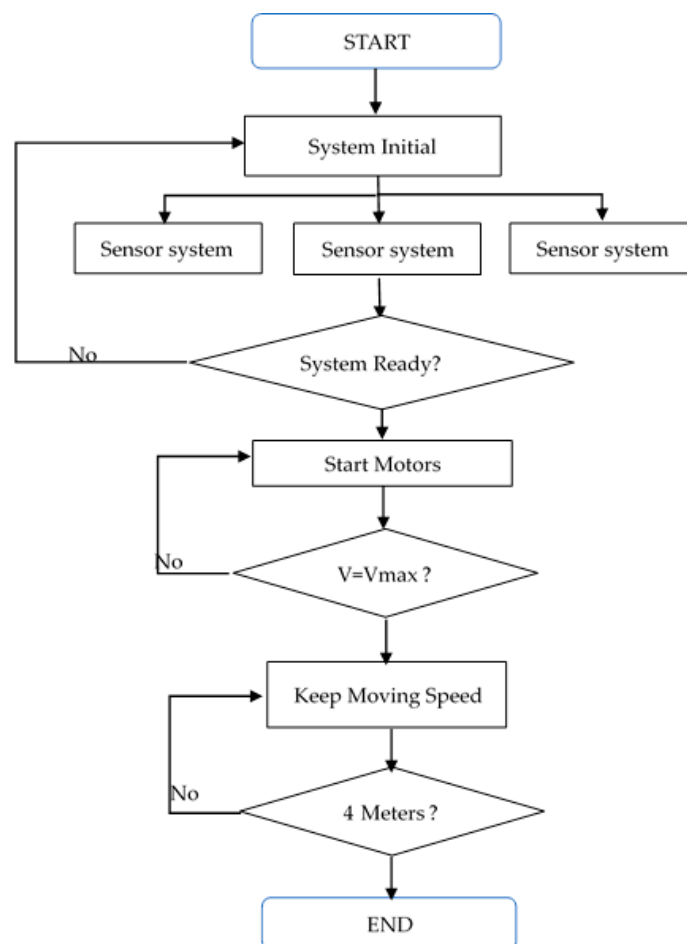 START
System Initial
Sensor system
Sensor system
Sensor system
No
System Ready?
Start Motors
No
V=Vmax ?
Keep Moving Speed
No
4 Meters ?
END